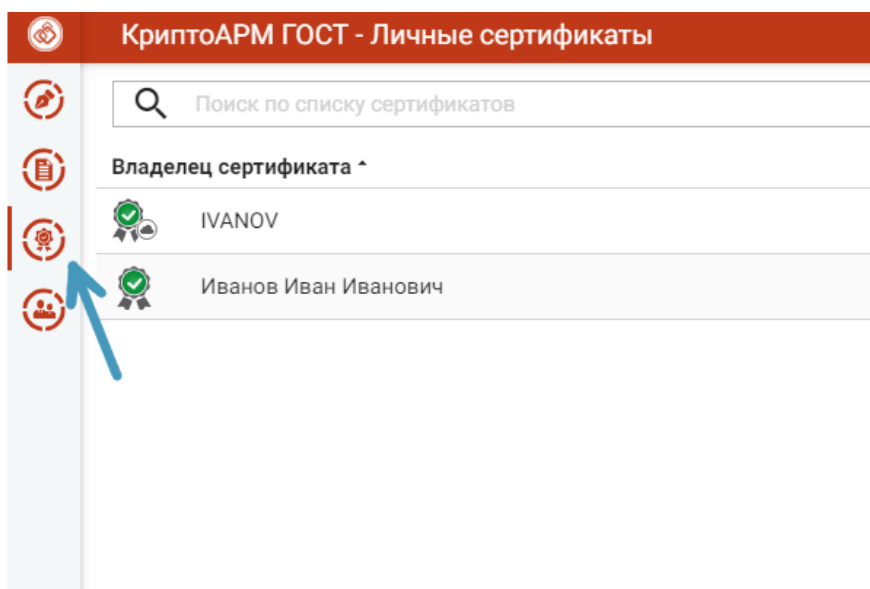 КриптоАРМ ГОСТ - Личные сертификаты
Поиск по списку сертификатов
Владелец сертификата
IVANOV
Иванов Иван Иванович